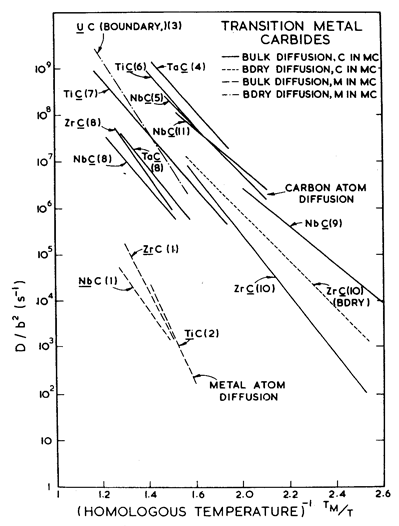 TRANSITION METAL
CARBIDES
BULK DIFFUSION, C IN MC
BDRY DIFFUSION, C IN MC
BULK DIFFUSION, M IN MC
BDRY DIFFUSION, M IN MC
U C (BOUNDARY,)(3)
TiC(6)
TaC(4)
TiC(7)
NbC(5)
NbC(11)
ZrC(8)
TaC
(8)
NbC(8)
CARBON ATOM
DIFFUSION
NbC(9)
ZrC(1)
NbC(1)
ZrC(10)
ZrC(10)
(BDRY)
TiC(2)
METAL ATOM
DIFFUSION
D/b² (s⁻¹)
10⁹
10⁸
10⁷
10⁶
10⁵
10⁴
10³
10²
1
1 1.2 1.4 1.6 1.8 2.0 2.2 2.4 2.6
(HOMOLOGOUS TEMPERATURE)⁻¹ TM/T